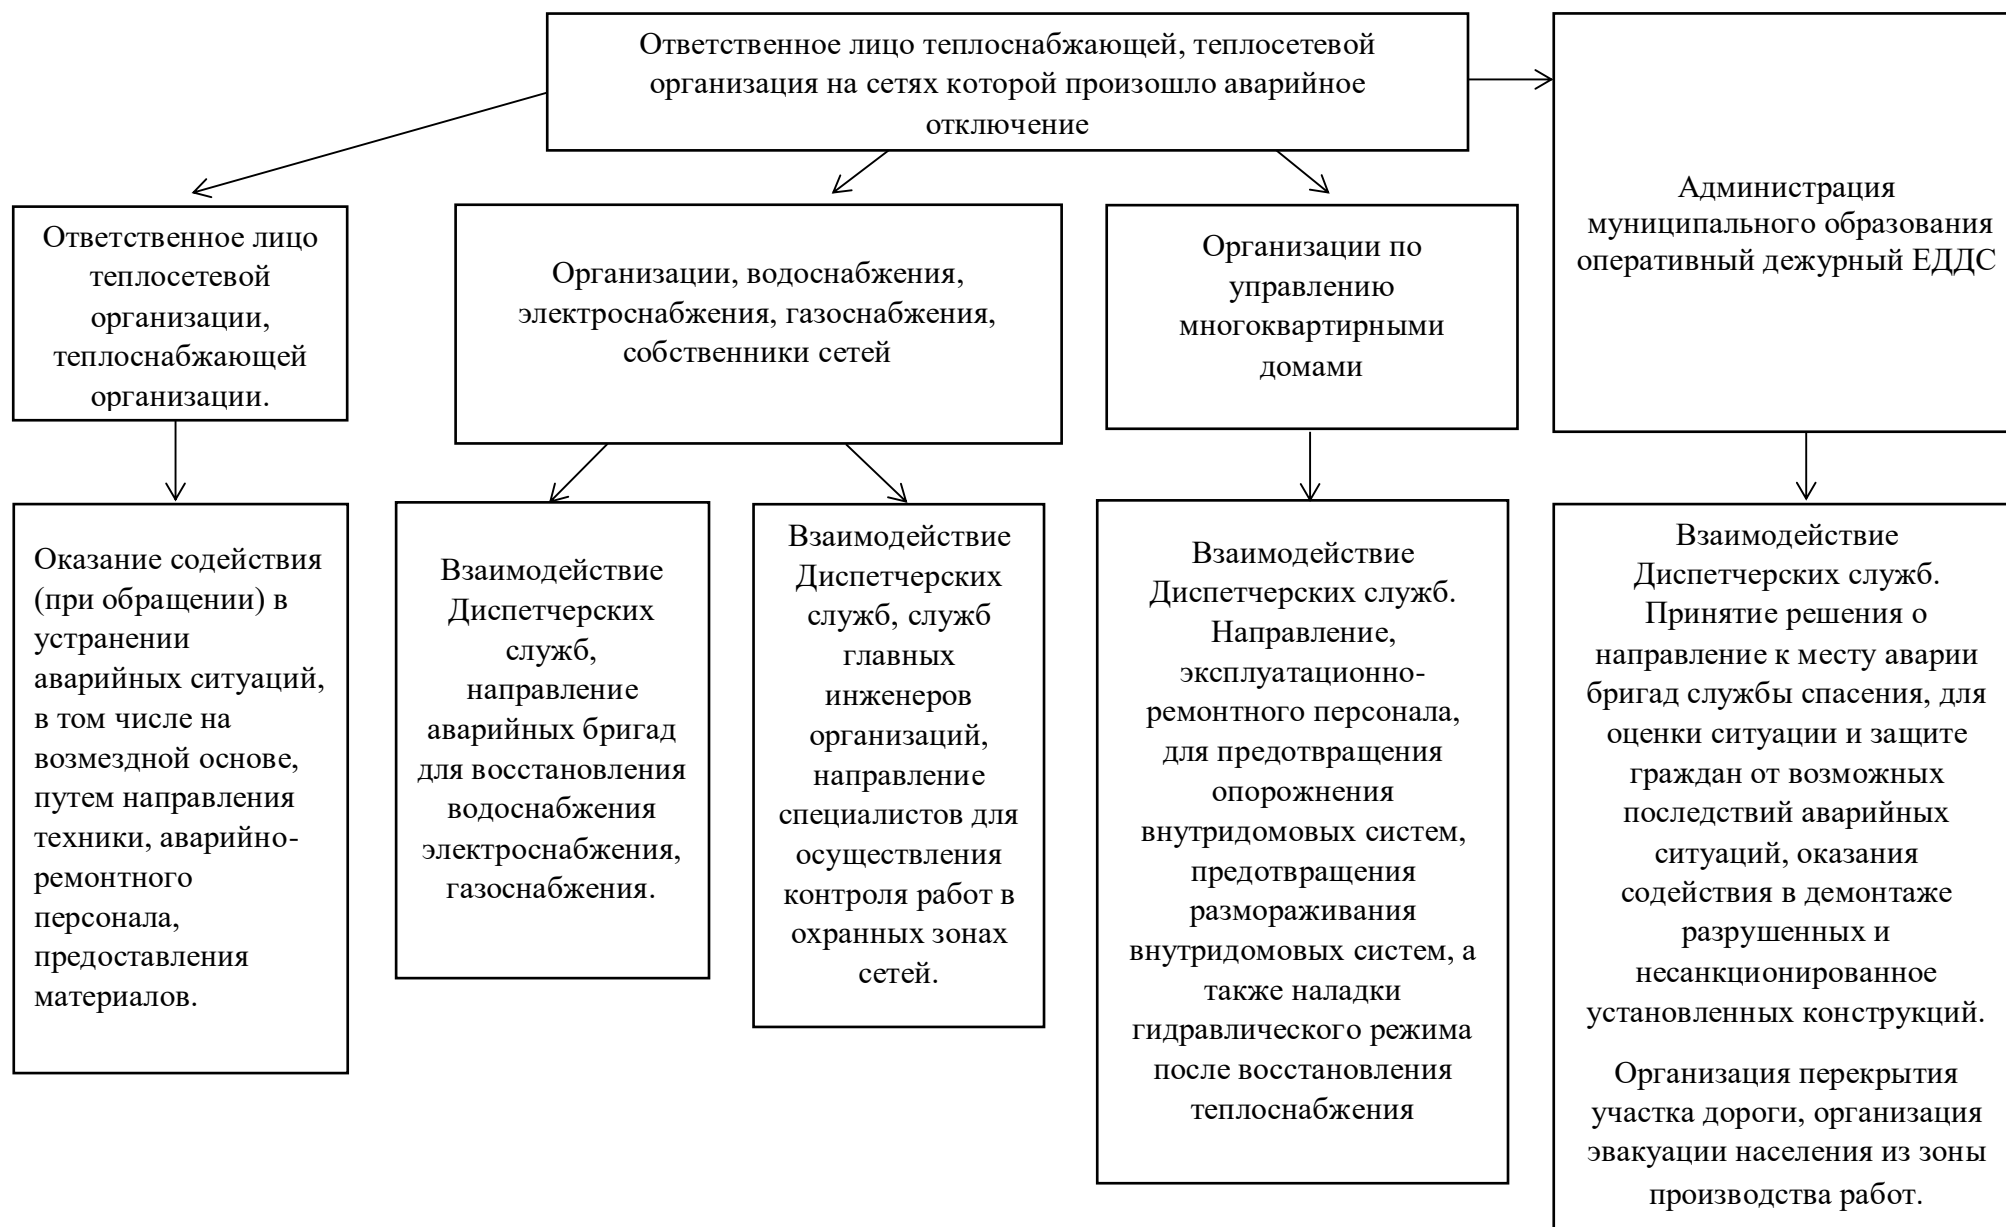 Ответственное лицо теплоснабжающей, теплосетевой
организация на сетях которой произошло аварийное
отключение
Администрация
муниципального образования
оперативный дежурный ЕДДС
Ответственное лицо
теплосетевой
организации,
теплоснабжающей
организации.
Организации, водоснабжения,
электроснабжения, газоснабжения,
собственники сетей
Организации по
управлению
многоквартирными
домами
Оказание содействия
(при обращении) в
устранении
аварийных ситуаций,
в том числе на
возмездной основе,
путем направления
техники, аварийно-
ремонтного
персонала,
предоставления
материалов.
Взаимодействие
Диспетчерских
служб,
направление
аварийных бригад
для восстановления
водоснабжения
электроснабжения,
газоснабжения.
Взаимодействие
Диспетчерских
служб, служб
главных
инженеров
организаций,
направление
специалистов для
осуществления
контроля работ в
охранных зонах
сетей.
Взаимодействие
Диспетчерских служб.
Направление,
эксплуатационно-
ремонтного персонала,
для предотвращения
опорожнения
внутридомовых систем,
предотвращения
размораживания
внутридомовых систем, а
также наладки
гидравлического режима
после восстановления
теплоснабжения
Взаимодействие
Диспетчерских служб.
Принятие решения о
направление к месту аварии
бригад службы спасения, для
оценки ситуации и защите
граждан от возможных
последствий аварийных
ситуаций, оказания
содействия в демонтаже
разрушенных и
несанкционированное
установленных конструкций.
Организация перекрытия
участка дороги, организация
эвакуации населения из зоны
производства работ.